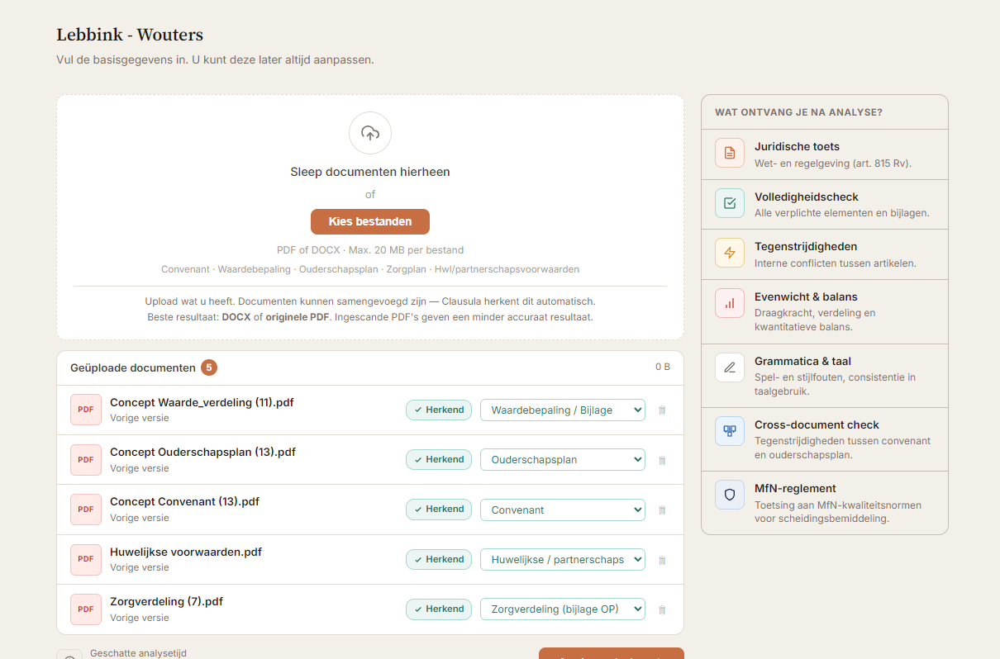 Lebbink - Wouters
Vul de basisgegevens in. U kunt deze later altijd aanpassen.
Sleep documenten hierheen
of
Kies bestanden
PDF of DOCX · Max. 20 MB per bestand
Convenant · Waardebepaling · Ouderschapsplan · Zorgplan · Hwl/partnerschapsvoorwaarden
Upload wat u heeft. Documenten kunnen samengevoegd zijn — Clausula herkent dit automatisch.
Beste resultaat: DOCX of originele PDF. Ingescande PDF's geven een minder accuraat resultaat.
Geüploade documenten 5 0 B
PDF Concept Waarde_verdeling (11).pdf
Vorige versie
✓ Herkend Waardebepaling / Bijlage
PDF Concept Ouderschapsplan (13).pdf
Vorige versie
✓ Herkend Ouderschapsplan
PDF Concept Convenant (13).pdf
Vorige versie
✓ Herkend Convenant
PDF Huwelijkse voorwaarden.pdf
Vorige versie
✓ Herkend Huwelijkse / partnerschaps
PDF Zorgverdeling (7).pdf
Vorige versie
✓ Herkend Zorgverdeling (bijlage OP)
Geschatte analysetijd
WAT ONTVANG JE NA ANALYSE?
Juridische toets
Wet- en regelgeving (art. 815 Rv).
Volledigheidscheck
Alle verplichte elementen en bijlagen.
Tegenstrijdigheden
Interne conflicten tussen artikelen.
Evenwicht & balans
Draagkracht, verdeling en
kwantitatieve balans.
Grammatica & taal
Spel- en stijlfouten, consistentie in
taalgebruik.
Cross-document check
Tegenstrijdigheden tussen convenant
en ouderschapsplan.
MfN-reglement
Toetsing aan MfN-kwaliteitsnormen
voor scheidingsbemiddeling.